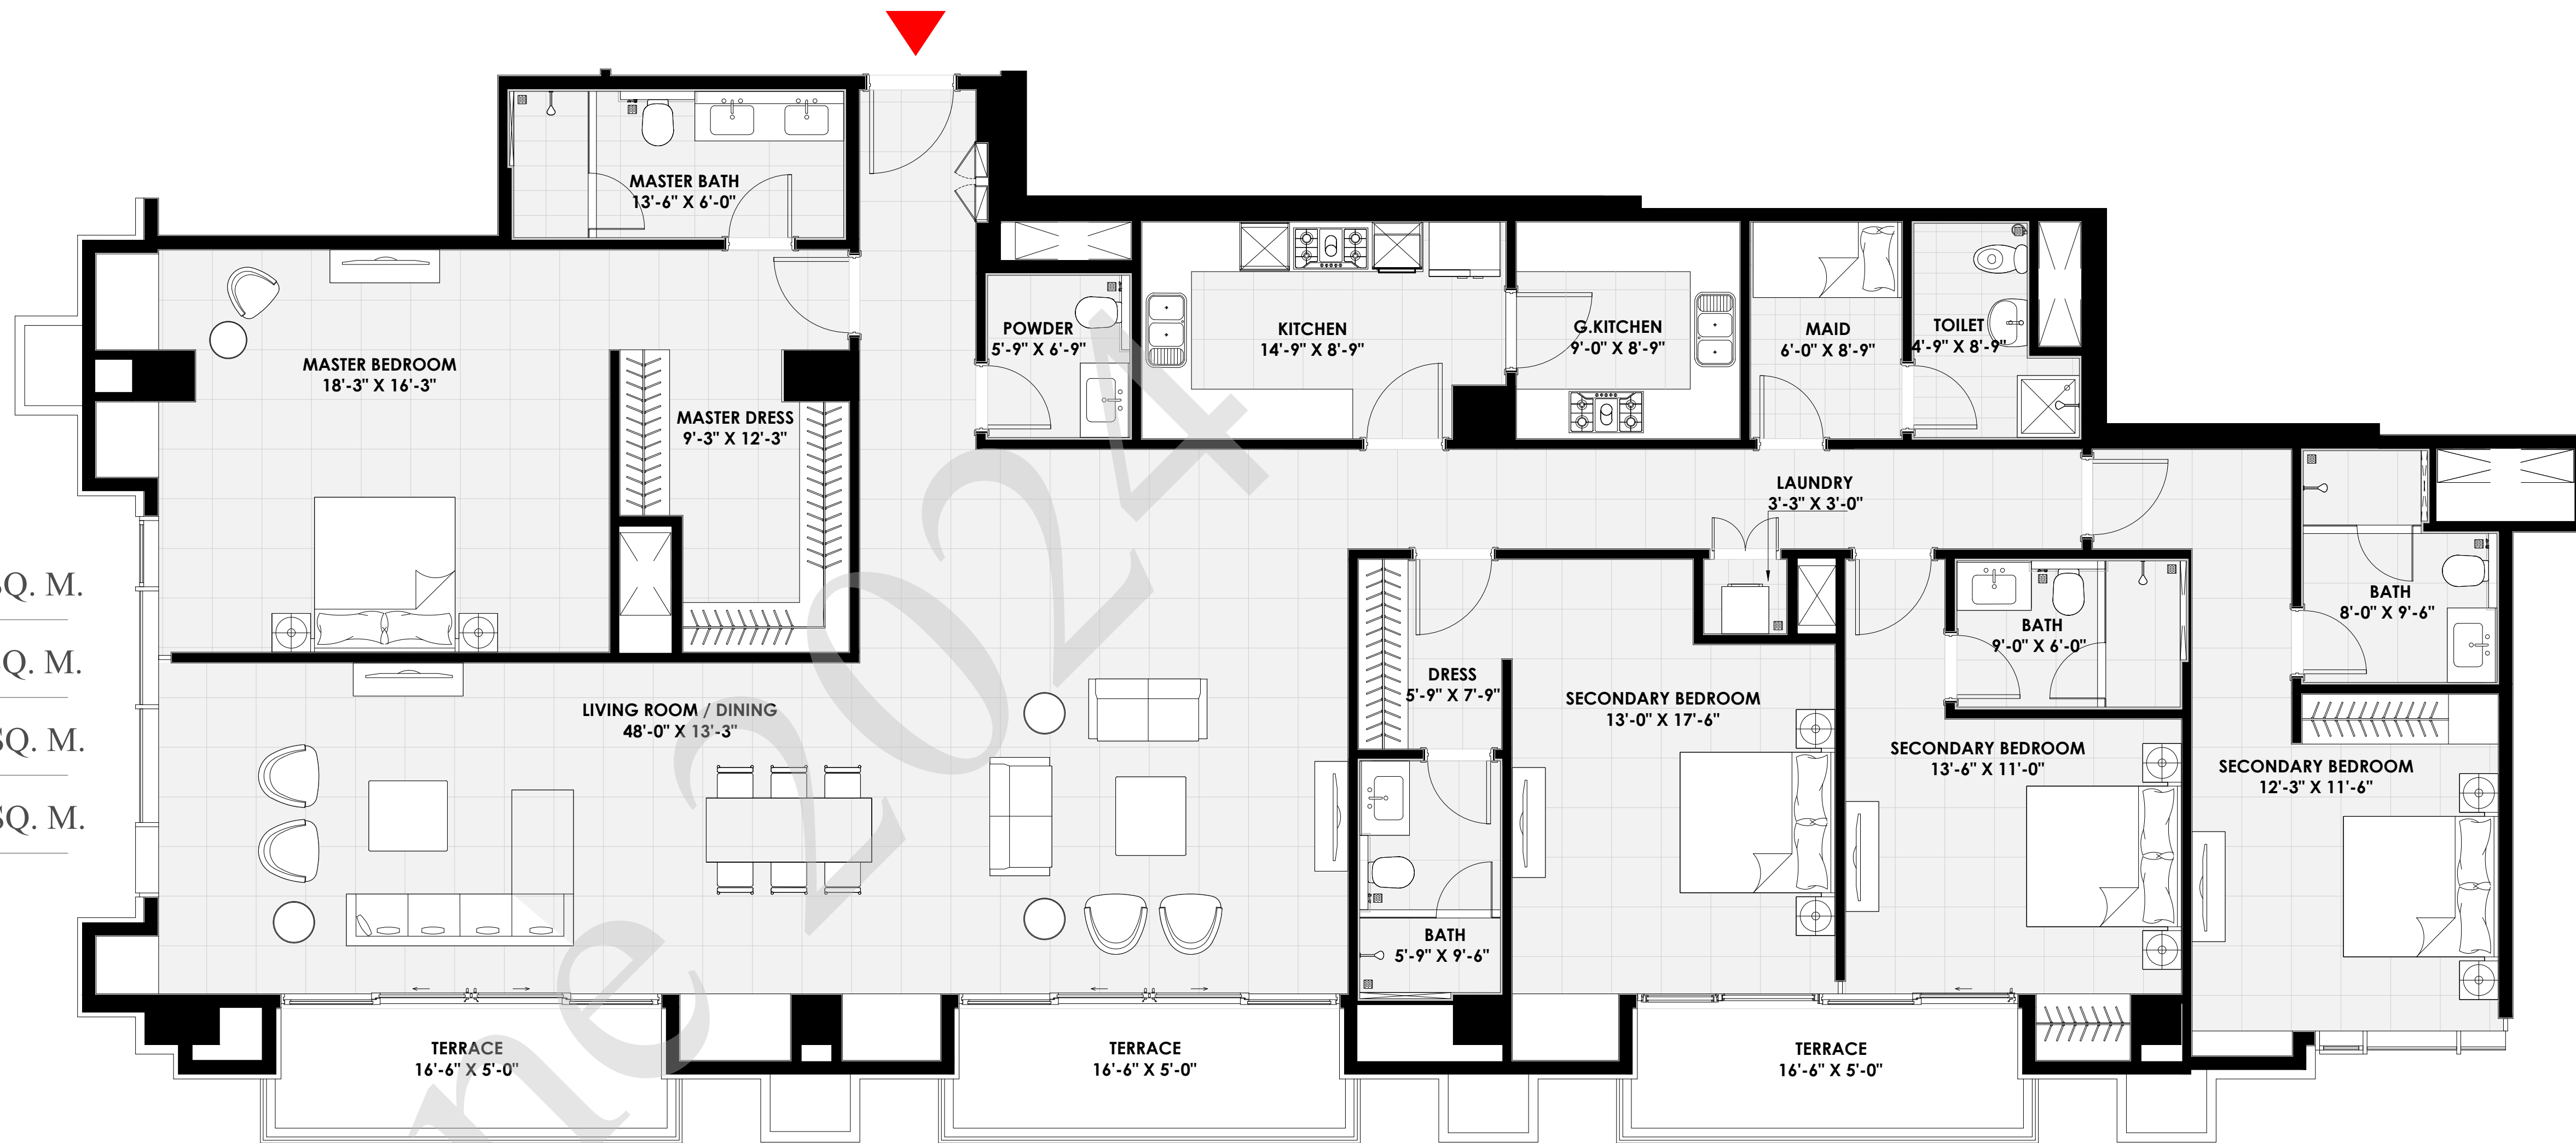 MASTER BATH
13'-6" X 6'-0"
POWDER
5'-9" X 6'-9"
KITCHEN
14'-9" X 8'-9"
G.KITCHEN
9'-0" X 8'-9"
MAID
6'-0" X 8'-9"
TOILET
4'-9" X 8'-9"
MASTER BEDROOM
18'-3" X 16'-3"
MASTER DRESS
9'-3" X 12'-3"
LAUNDRY
3'-3" X 3'-0"
SQ. M.
SQ. M.
SQ. M.
SQ. M.
BATH
8'-0" X 9'-6"
BATH
9'-0" X 6'-0"
DRESS
5'-9" X 7'-9"
SECONDARY BEDROOM
13'-0" X 17'-6"
LIVING ROOM / DINING
48'-0" X 13'-3"
SECONDARY BEDROOM
13'-6" X 11'-0"
SECONDARY BEDROOM
12'-3" X 11'-6"
BATH
5'-9" X 9'-6"
TERRACE
16'-6" X 5'-0"
TERRACE
16'-6" X 5'-0"
TERRACE
16'-6" X 5'-0"
ne 2024